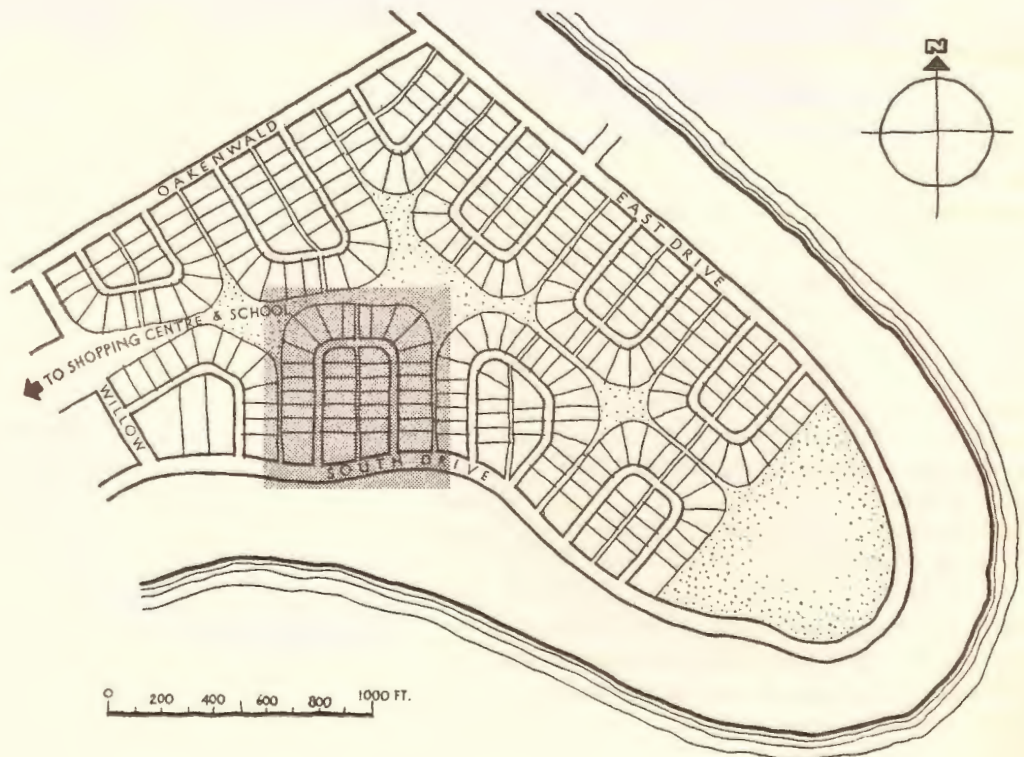 N
OAKENWALD
EAST DRIVE
TO SHOPPING CENTRE & SCHOOL
WILLOW
SOUTH DRIVE
0 200 400 600 800 1000 FT.